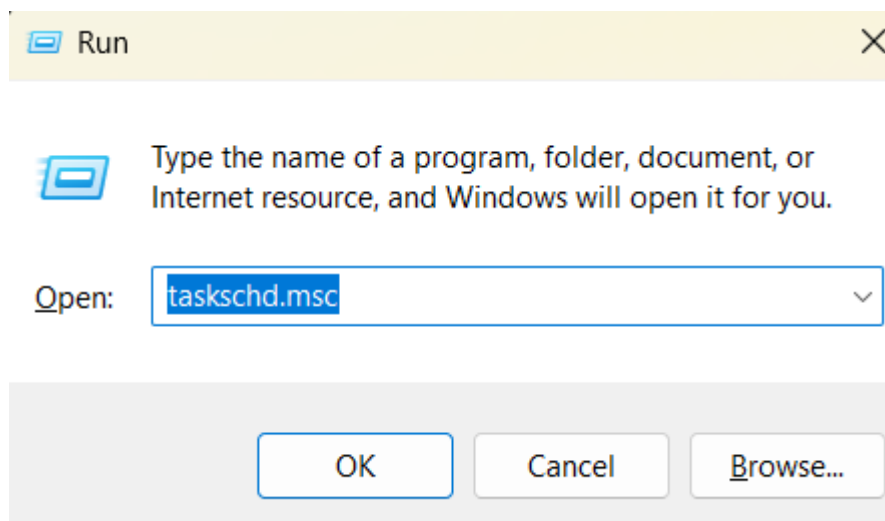 Run
Type the name of a program, folder, document, or
Internet resource, and Windows will open it for you.
Open: taskschd.msc
OK Cancel Browse...